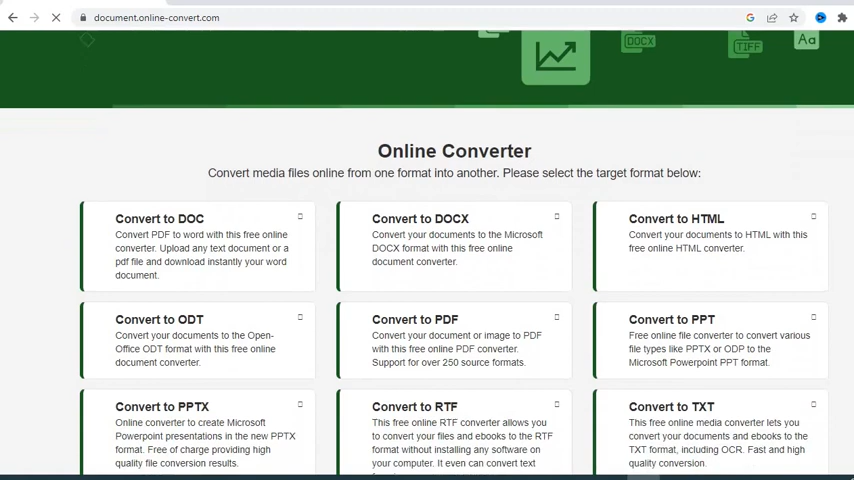 document.online-convert.com
DOCX
TIFF
Aa
Online Converter
Convert media files online from one format into another. Please select the target format below:
Convert to DOC
Convert PDF to word with this free online
converter. Upload any text document or a
pdf file and download instantly your word
document.
Convert to DOCX
Convert your documents to the Microsoft
DOCX format with this free online
document converter.
Convert to HTML
Convert your documents to HTML with this
free online HTML converter.
Convert to ODT
Convert your documents to the Open-
Office ODT format with this free online
document converter.
Convert to PDF
Convert your document or image to PDF
with this free online PDF converter.
Support for over 250 source formats.
Convert to PPT
Free online file converter to convert various
file types like PPTX or ODP to the
Microsoft Powerpoint PPT format.
Convert to PPTX
Online converter to create Microsoft
Powerpoint presentations in the new PPTX
format. Free of charge providing high
quality file conversion results.
Convert to RTF
This free online RTF converter allows you
to convert your files and ebooks to the RTF
format without installing any software on
your computer. It even can convert text
Convert to TXT
This free online media converter lets you
convert your documents and ebooks to the
TXT format, including OCR. Fast and high
quality conversion.